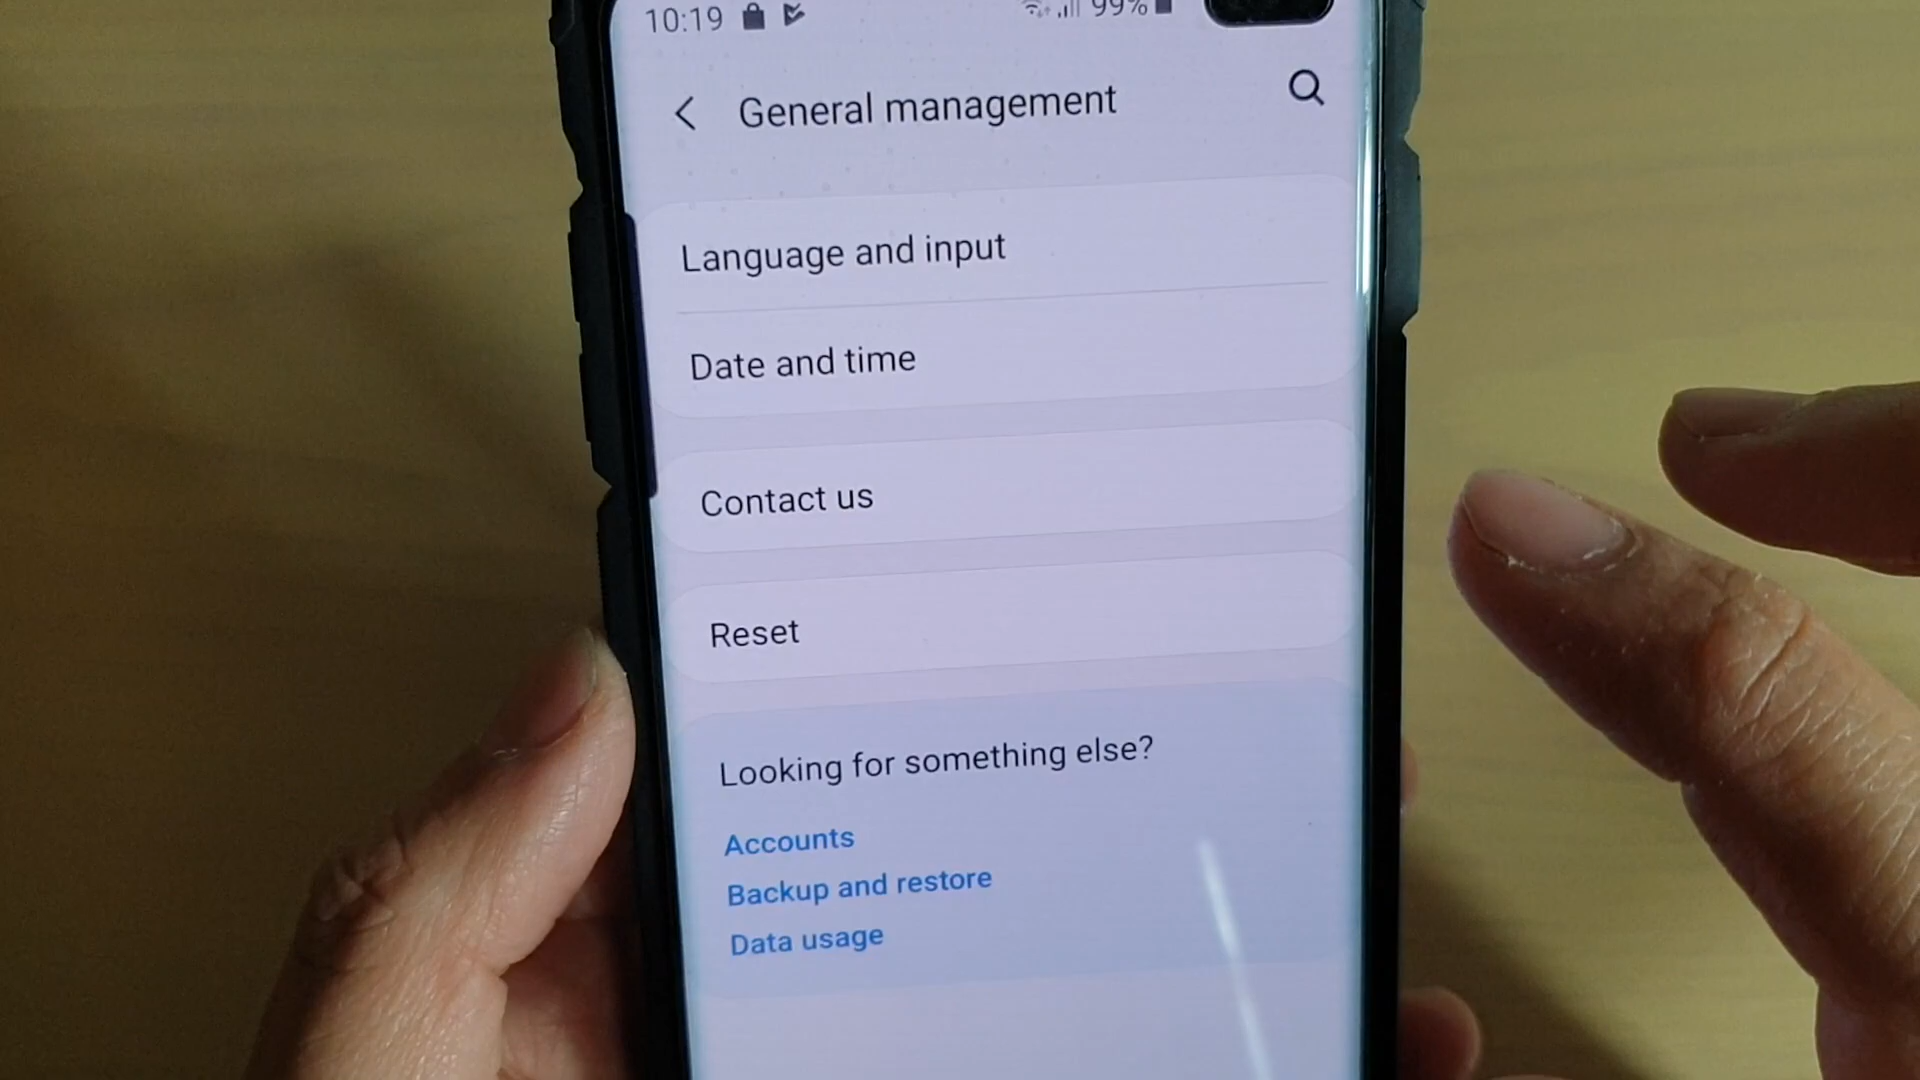 10:19 99%
General management
Language and input
Date and time
Contact us
Reset
Looking for something else?
Accounts
Backup and restore
Data usage